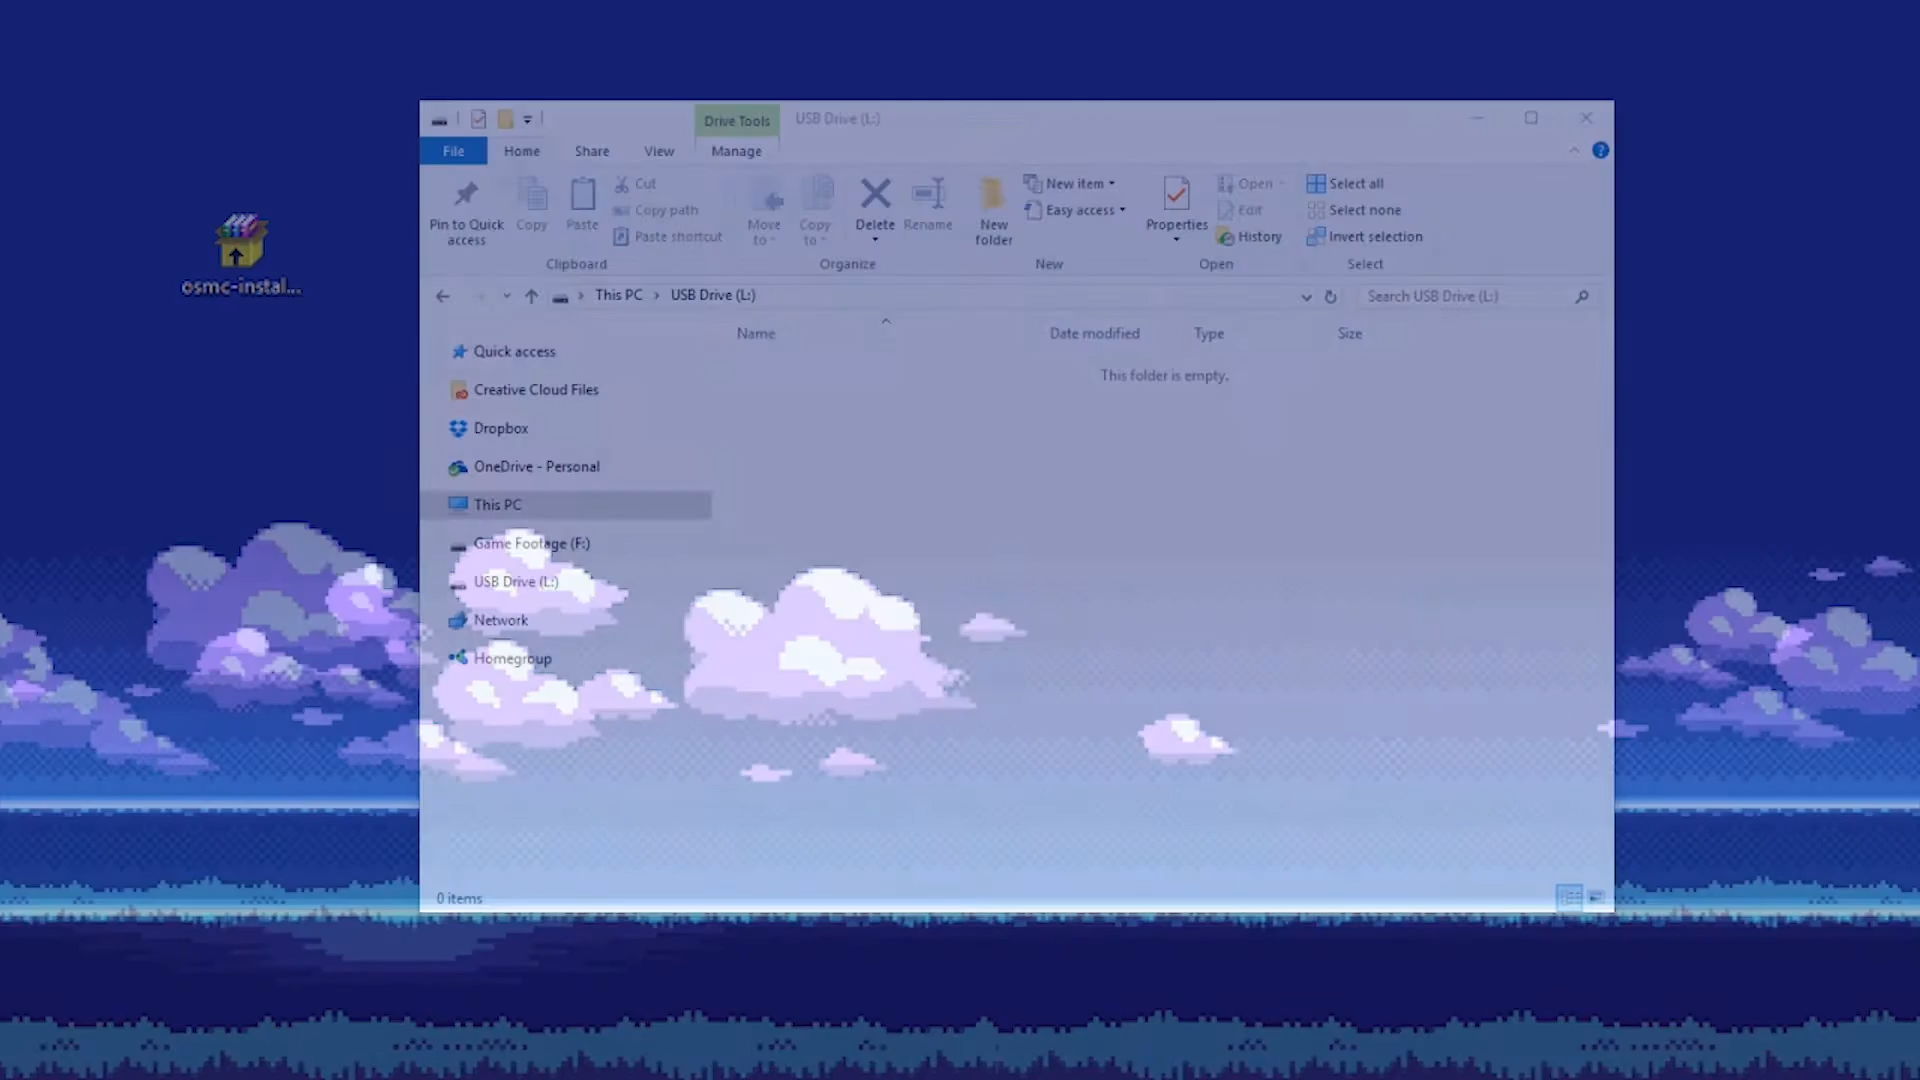 Drive Tools
USB Drive (L:)
File
Home
Share
View
Manage
Pin to Quick access
Copy
Paste
Cut
Copy path
Paste shortcut
Move to
Copy to
Delete
Rename
New folder
New item
Easy access
Properties
Open
Edit
History
Select all
Select none
Invert selection
Clipboard
Organize
New
Open
Select
This PC > USB Drive (L:)
Search USB Drive (L:)
Name
Date modified
Type
Size
This folder is empty.
Quick access
Creative Cloud Files
Dropbox
OneDrive - Personal
This PC
Game Footage (F:)
USB Drive (L:)
Network
Homegroup
0 items
osmc-instal...